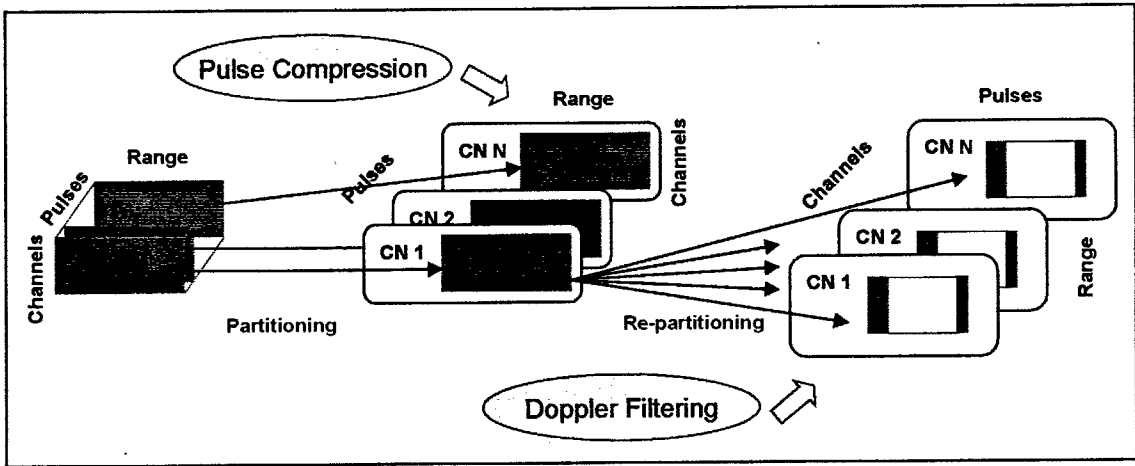 Pulse Compression
Range
Pulses
Channels
Partitioning
Range
Pulses
Channels
CN N
CN 2
CN 1
Re-partitioning
Pulses
Channels
Range
CN N
CN 2
CN 1
Doppler Filtering